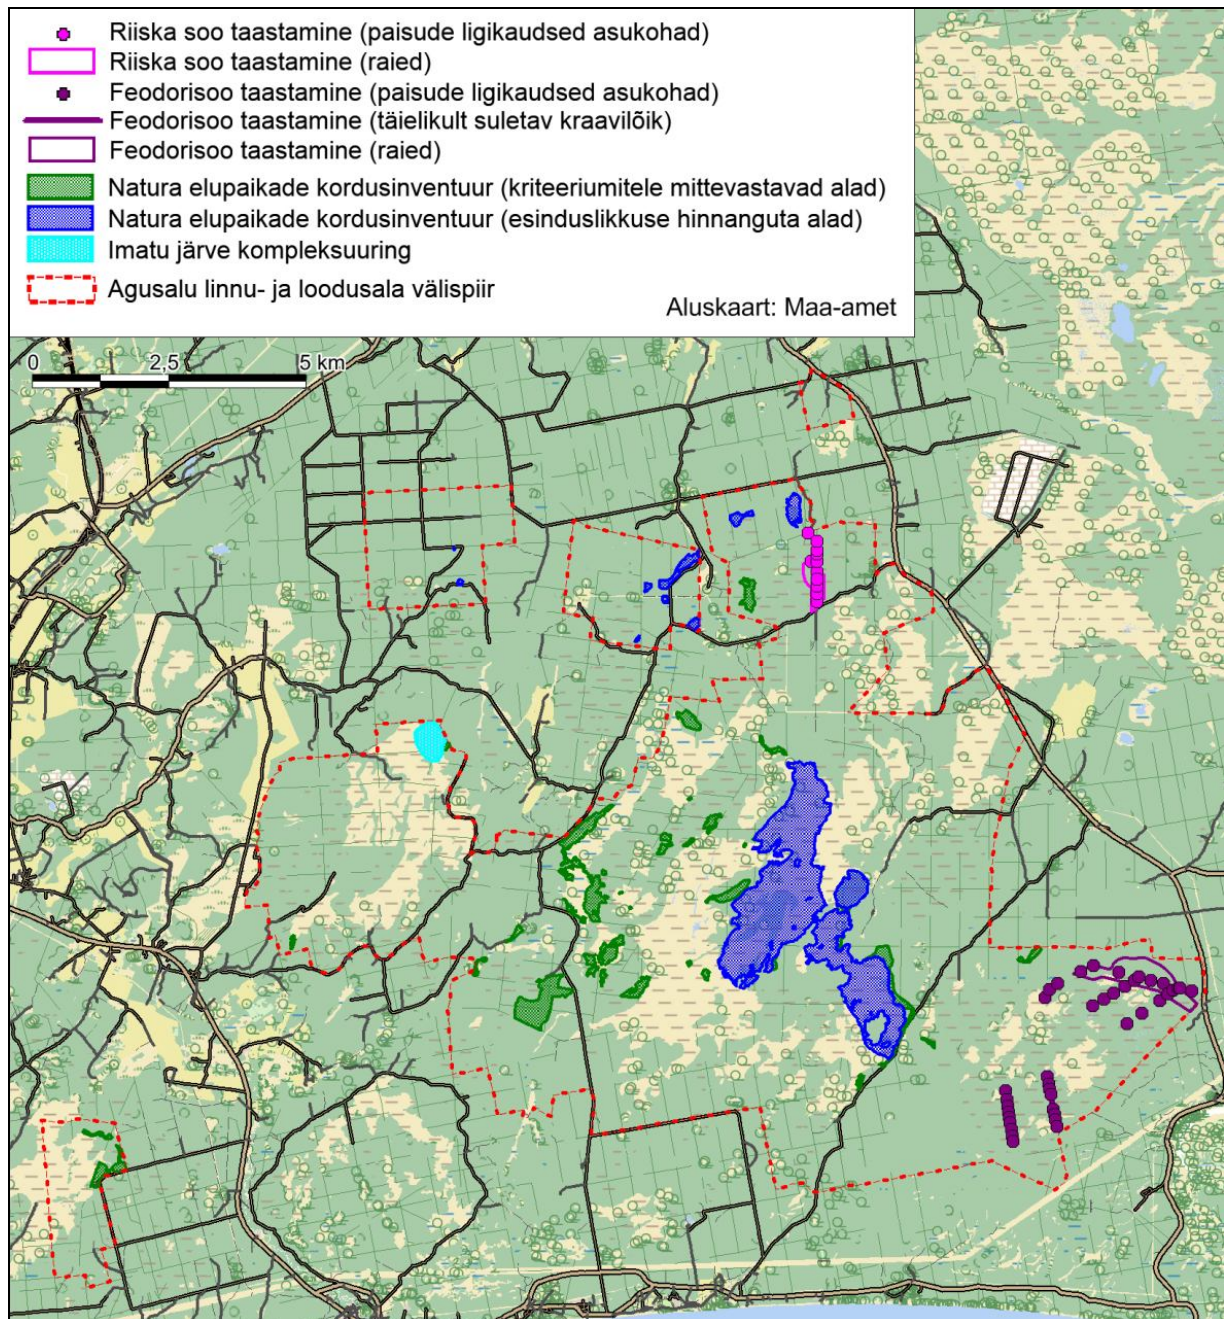 Riiska soo taastamine (paisude ligikaudsed asukohad)
Riiska soo taastamine (raied)
Feodorisoo taastamine (paisude ligikaudsed asukohad)
Feodorisoo taastamine (täielikult suletav kraavilõik)
Feodorisoo taastamine (raied)
Natura elupaikade kordusinventuur (kriteeriumitele mittevastavad alad)
Natura elupaikade kordusinventuur (esinduslikkuse hinnanguta alad)
Imatu järve kompleksuuring
Agusalu linnu- ja loodusala välispiir
Aluskaart: Maa-amet
0 2,5 5 km